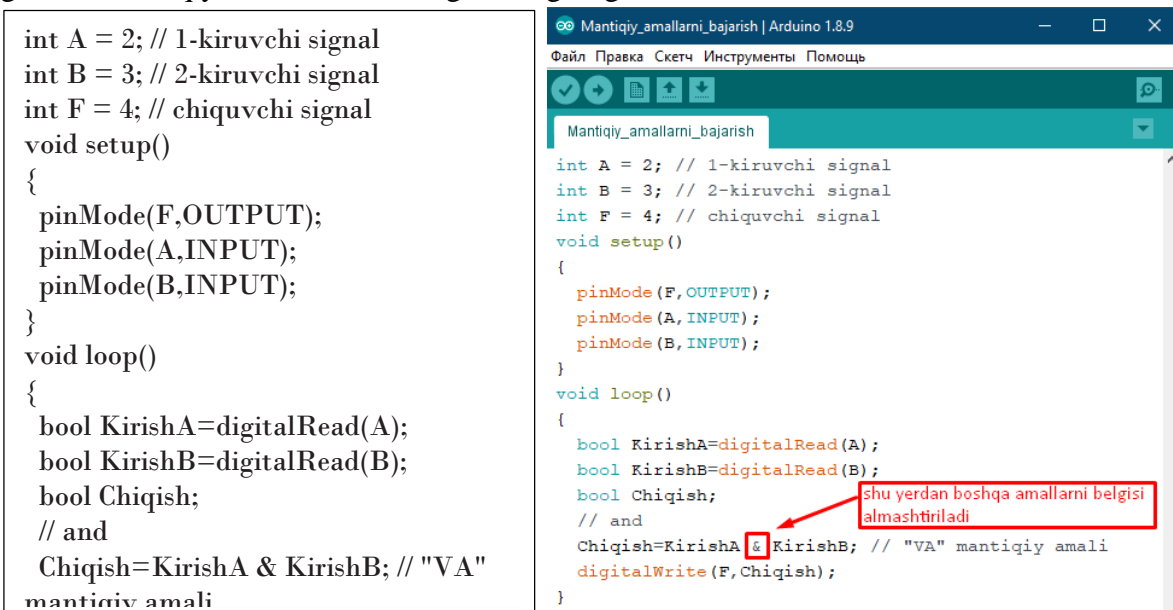 int A = 2; // 1-kiruvchi signal
int B = 3; // 2-kiruvchi signal
int F = 4; // chiquvchi signal
void setup()
{
pinMode(F,OUTPUT);
pinMode(A,INPUT);
pinMode(B,INPUT);
}
void loop()
{
bool KirishA=digitalRead(A);
bool KirishB=digitalRead(B);
bool Chiqish;
// and
Chiqish=KirishA & KirishB; // "VA"
mantiqiy amali
Mantiqiy_amallarni_bajarish | Arduino 1.8.9
Файл Правка Скетч Инструменты Помощь
Mantiqiy_amallarni_bajarish
int A = 2; // 1-kiruvchi signal
int B = 3; // 2-kiruvchi signal
int F = 4; // chiquvchi signal
void setup()
{
pinMode(F,OUTPUT);
pinMode(A,INPUT);
pinMode(B,INPUT);
}
void loop()
{
bool KirishA=digitalRead(A);
bool KirishB=digitalRead(B);
bool Chiqish;
shu yerdan boshqa amallarni belgisi
almashtiriladi
// and
Chiqish=KirishA & KirishB; // "VA" mantiqiy amali
digitalWrite(F,Chiqish);
}